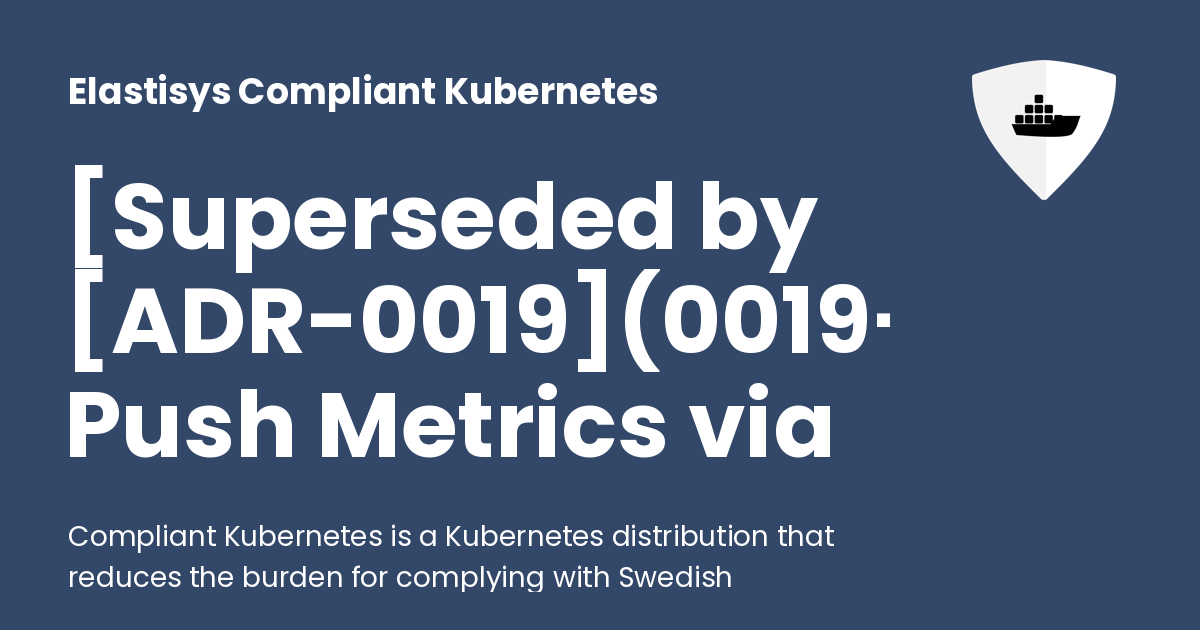 Elastisys Compliant Kubernetes
[Superseded by
[ADR-0019](0019-
Push Metrics via
Compliant Kubernetes is a Kubernetes distribution that
reduces the burden for complying with Swedish